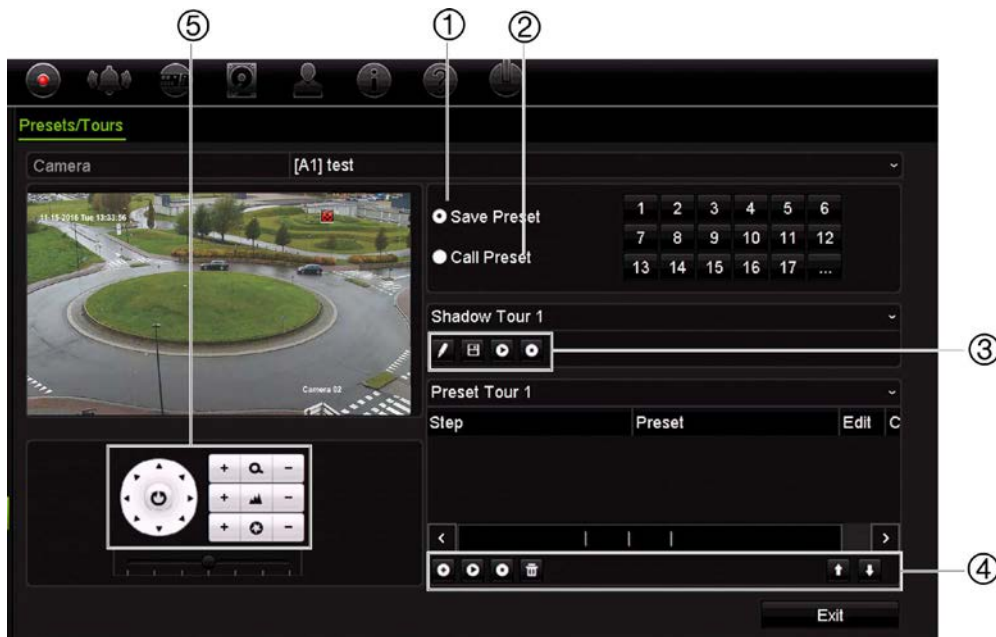 ⑤ ① ②
Presets/Tours
Camera [A1] test
11-15-2016 Tue 13:33:56
Camera 02
Save Preset
Call Preset
1 2 3 4 5 6
7 8 9 10 11 12
13 14 15 16 17 ...
Shadow Tour 1
③
Preset Tour 1
Step Preset Edit C
④
Exit